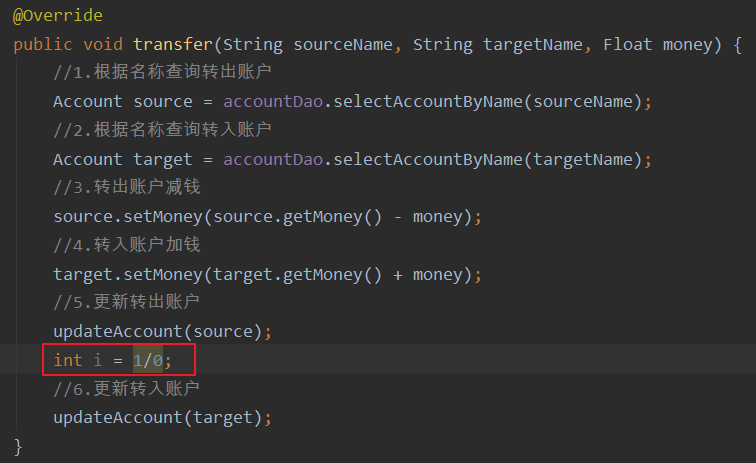 @Override
public void transfer(String sourceName, String targetName, Float money) {
    //1.根据名称查询转出账户
    Account source = accountDao.selectAccountByName(sourceName);
    //2.根据名称查询转入账户
    Account target = accountDao.selectAccountByName(targetName);
    //3.转出账户减钱
    source.setMoney(source.getMoney() - money);
    //4.转入账户加钱
    target.setMoney(target.getMoney() + money);
    //5.更新转出账户
    updateAccount(source);
    int i = 1/0;
    //6.更新转入账户
    updateAccount(target);
}